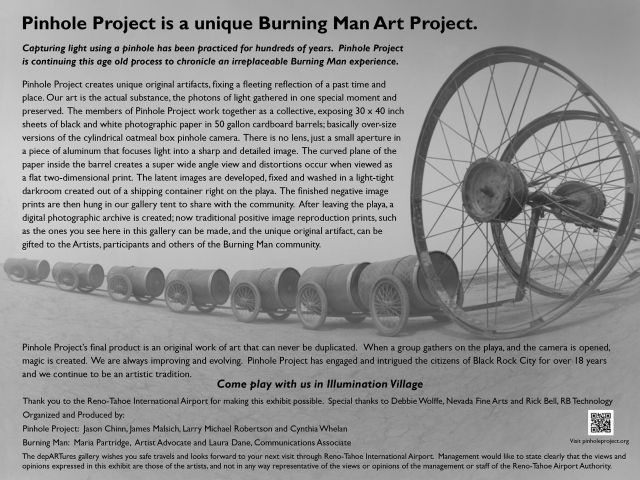 Pinhole Project is a unique Burning Man Art Project.
Capturing light using a pinhole has been practiced for hundreds of years.  Pinhole Project
is continuing this age old process to chronicle an irreplaceable Burning Man experience.
Pinhole Project creates unique original artifacts, fixing a fleeting reflection of a past time and
place. Our art is the actual substance, the photons of light gathered in one special moment and
preserved. The members of Pinhole Project work together as a collective, exposing 30 x 40 inch
sheets of black and white photographic paper in 50 gallon cardboard barrels; basically over-size
versions of the cylindrical oatmeal box pinhole camera. There is no lens, just a small aperture in
a piece of aluminum that focuses light into a sharp and detailed image. The curved plane of the
paper inside the barrel creates a super wide angle view and distortions occur when viewed as
a flat two-dimensional print. The latent images are developed, fixed and washed in a light-tight
darkroom created out of a shipping container right on the playa. The finished negative image
prints are then hung in our gallery tent to share with the community.  After leaving the playa, a
digital photographic archive is created; now traditional positive image reproduction prints, such
as the ones you see here in this gallery can be made, and the unique original artifact, can be
gifted to the Artists, participants and others of the Burning Man community.
Pinhole Project's final product is an original work of art that can never be duplicated.  When a group gathers on the playa, and the camera is opened,
magic is created.  We are always improving and evolving.  Pinhole Project has engaged and intrigued the citizens of Black Rock City for over 18 years
and we continue to be an artistic tradition.
Come play with us in Illumination Village
Thank you to the Reno-Tahoe International Airport for making this exhibit possible.  Special thanks to Debbie Wolffe, Nevada Fine Arts and Rick Bell, RB Technology
Organized and Produced by:
Pinhole Project:  Jason Chinn, James Malsich, Larry Michael Robertson and Cynthia Whelan
Burning Man:  Maria Partridge,  Artist Advocate and Laura Dane, Communications Associate
Visit pinholeproject.org
The depARTures gallery wishes you safe travels and looks forward to your next visit through Reno-Tahoe International Airport.  Management would like to state clearly that the views and
opinions expressed in this exhibit are those of the artists, and not in any way representative of the views or opinions of the management or staff of the Reno-Tahoe Airport Authority.